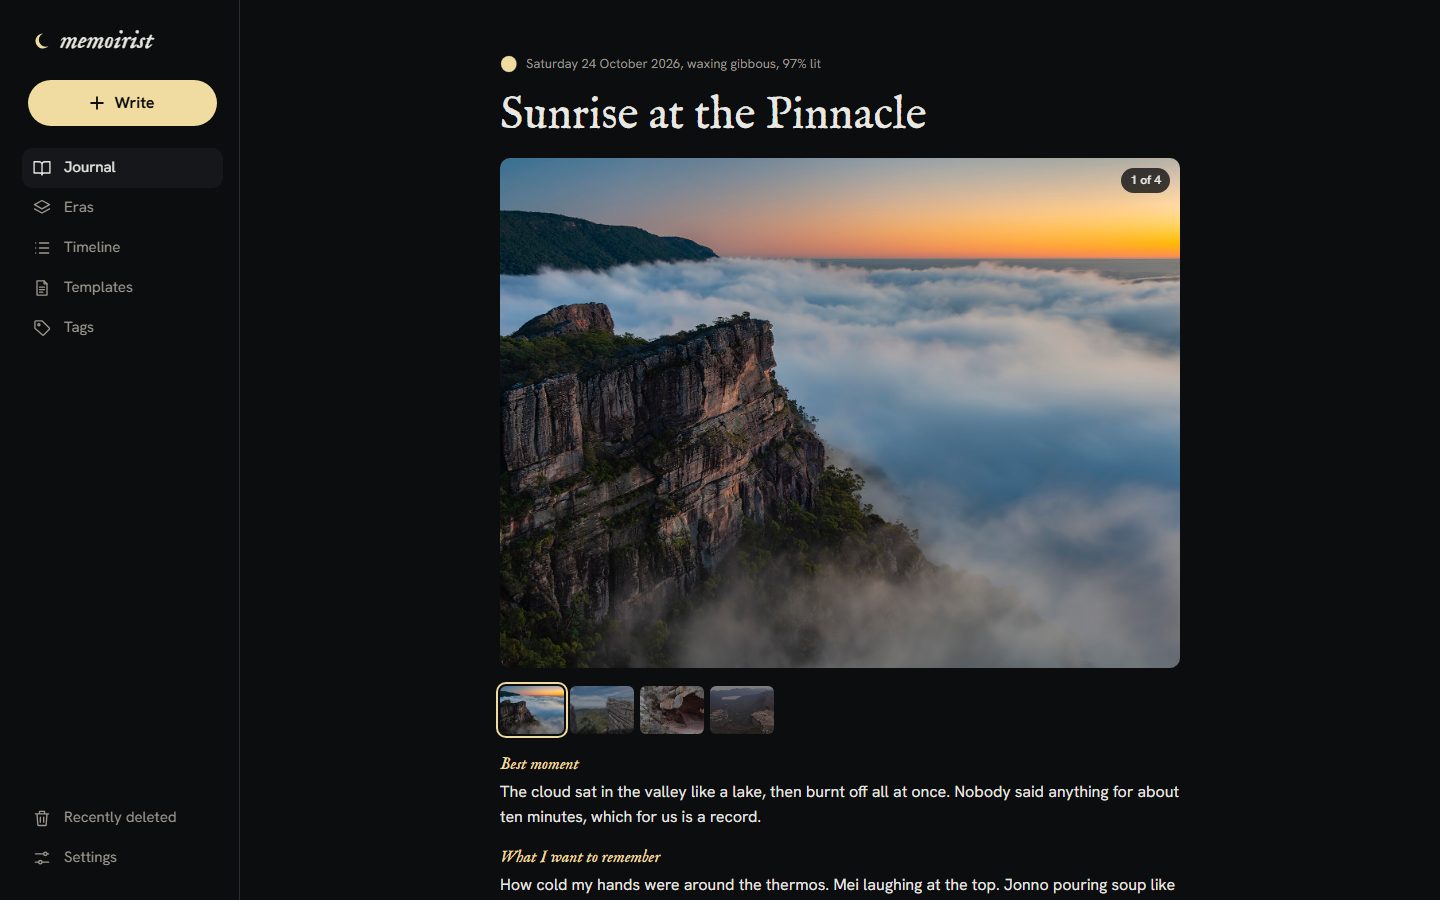 memoirist
Write
Journal
Eras
Timeline
Templates
Tags
Recently deleted
Settings
Saturday 24 October 2026, waxing gibbous, 97% lit
Sunrise at the Pinnacle
1 of 4
Best moment
The cloud sat in the valley like a lake, then burnt off all at once. Nobody said anything for about
ten minutes, which for us is a record.
What I want to remember
How cold my hands were around the thermos. Mei laughing at the top. Jonno pouring soup like